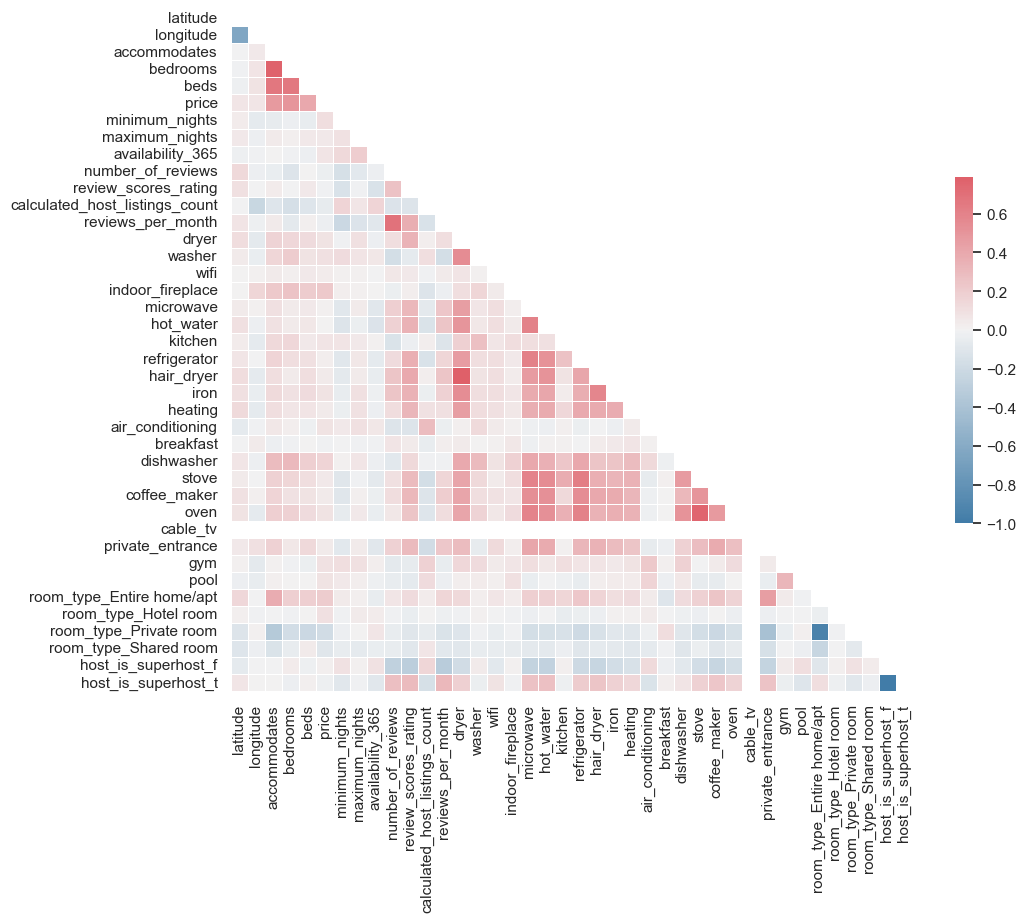 latitude
longitude
accommodates
bedrooms
beds
price
minimum_nights
maximum_nights
availability_365
number_of_reviews
review_scores_rating
calculated_host_listings_count
reviews_per_month
dryer
washer
wifi
indoor_fireplace
microwave
hot_water
kitchen
refrigerator
hair_dryer
iron
heating
air_conditioning
breakfast
dishwasher
stove
coffee_maker
oven
cable_tv
private_entrance
gym
pool
room_type_Entire home/apt
room_type_Hotel room
room_type_Private room
room_type_Shared room
host_is_superhost_f
host_is_superhost_t
latitude
longitude
accommodates
bedrooms
beds
price
minimum_nights
maximum_nights
availability_365
number_of_reviews
review_scores_rating
calculated_host_listings_count
reviews_per_month
dryer
washer
wifi
indoor_fireplace
microwave
hot_water
kitchen
refrigerator
hair_dryer
iron
heating
air_conditioning
breakfast
dishwasher
stove
coffee_maker
oven
cable_tv
private_entrance
gym
pool
room_type_Entire home/apt
room_type_Hotel room
room_type_Private room
room_type_Shared room
host_is_superhost_f
host_is_superhost_t
0.6
0.4
0.2
0.0
−0.2
−0.4
−0.6
−0.8
−1.0